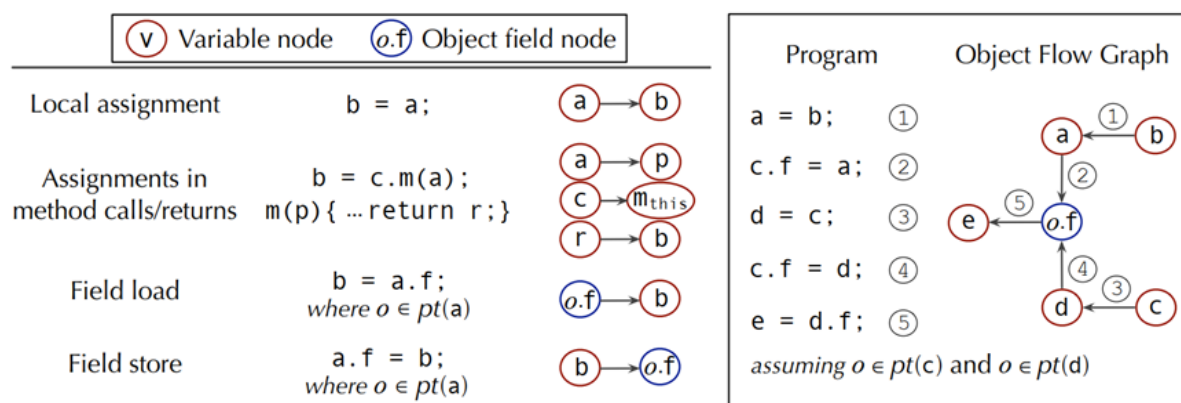 v Variable node o.f Object field node
Local assignment b = a; a b
Assignments in method calls/returns
b = c.m(a);
m(p){ …return r;}
a p
c mthis
r b
Field load
b = a.f;
where o ∈ pt(a)
o.f b
Field store
a.f = b;
where o ∈ pt(a)
b o.f
Program
a = b; ①
c.f = a; ②
d = c; ③
c.f = d; ④
e = d.f; ⑤
Object Flow Graph
a ① b
②
e ⑤ o.f
④
d ③ c
assuming o ∈ pt(c) and o ∈ pt(d)